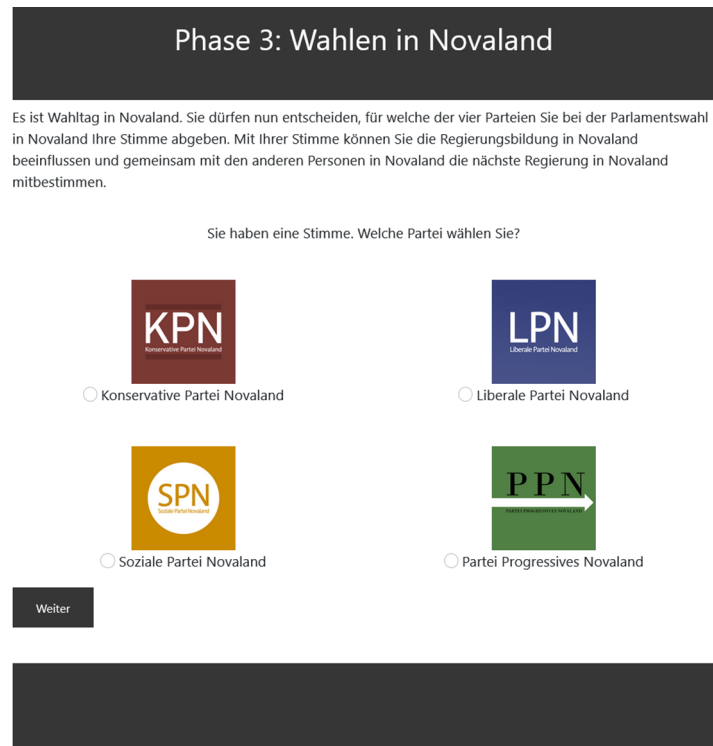 Phase 3: Wahlen in Novaland
Es ist Wahltag in Novaland. Sie dürfen nun entscheiden, für welche der vier Parteien Sie bei der Parlamentswahl
in Novaland Ihre Stimme abgeben. Mit Ihrer Stimme können Sie die Regierungsbildung in Novaland
beeinflussen und gemeinsam mit den anderen Personen in Novaland die nächste Regierung in Novaland
mitbestimmen.
Sie haben eine Stimme. Welche Partei wählen Sie?
KPN
Konservative Partei Novaland
Konservative Partei Novaland
LPN
Liberale Partei Novaland
Liberale Partei Novaland
SPN
Soziale Partei Novaland
Soziale Partei Novaland
PPN
PARTEI PROGRESSIVES NOVALAND
Partei Progressives Novaland
Weiter